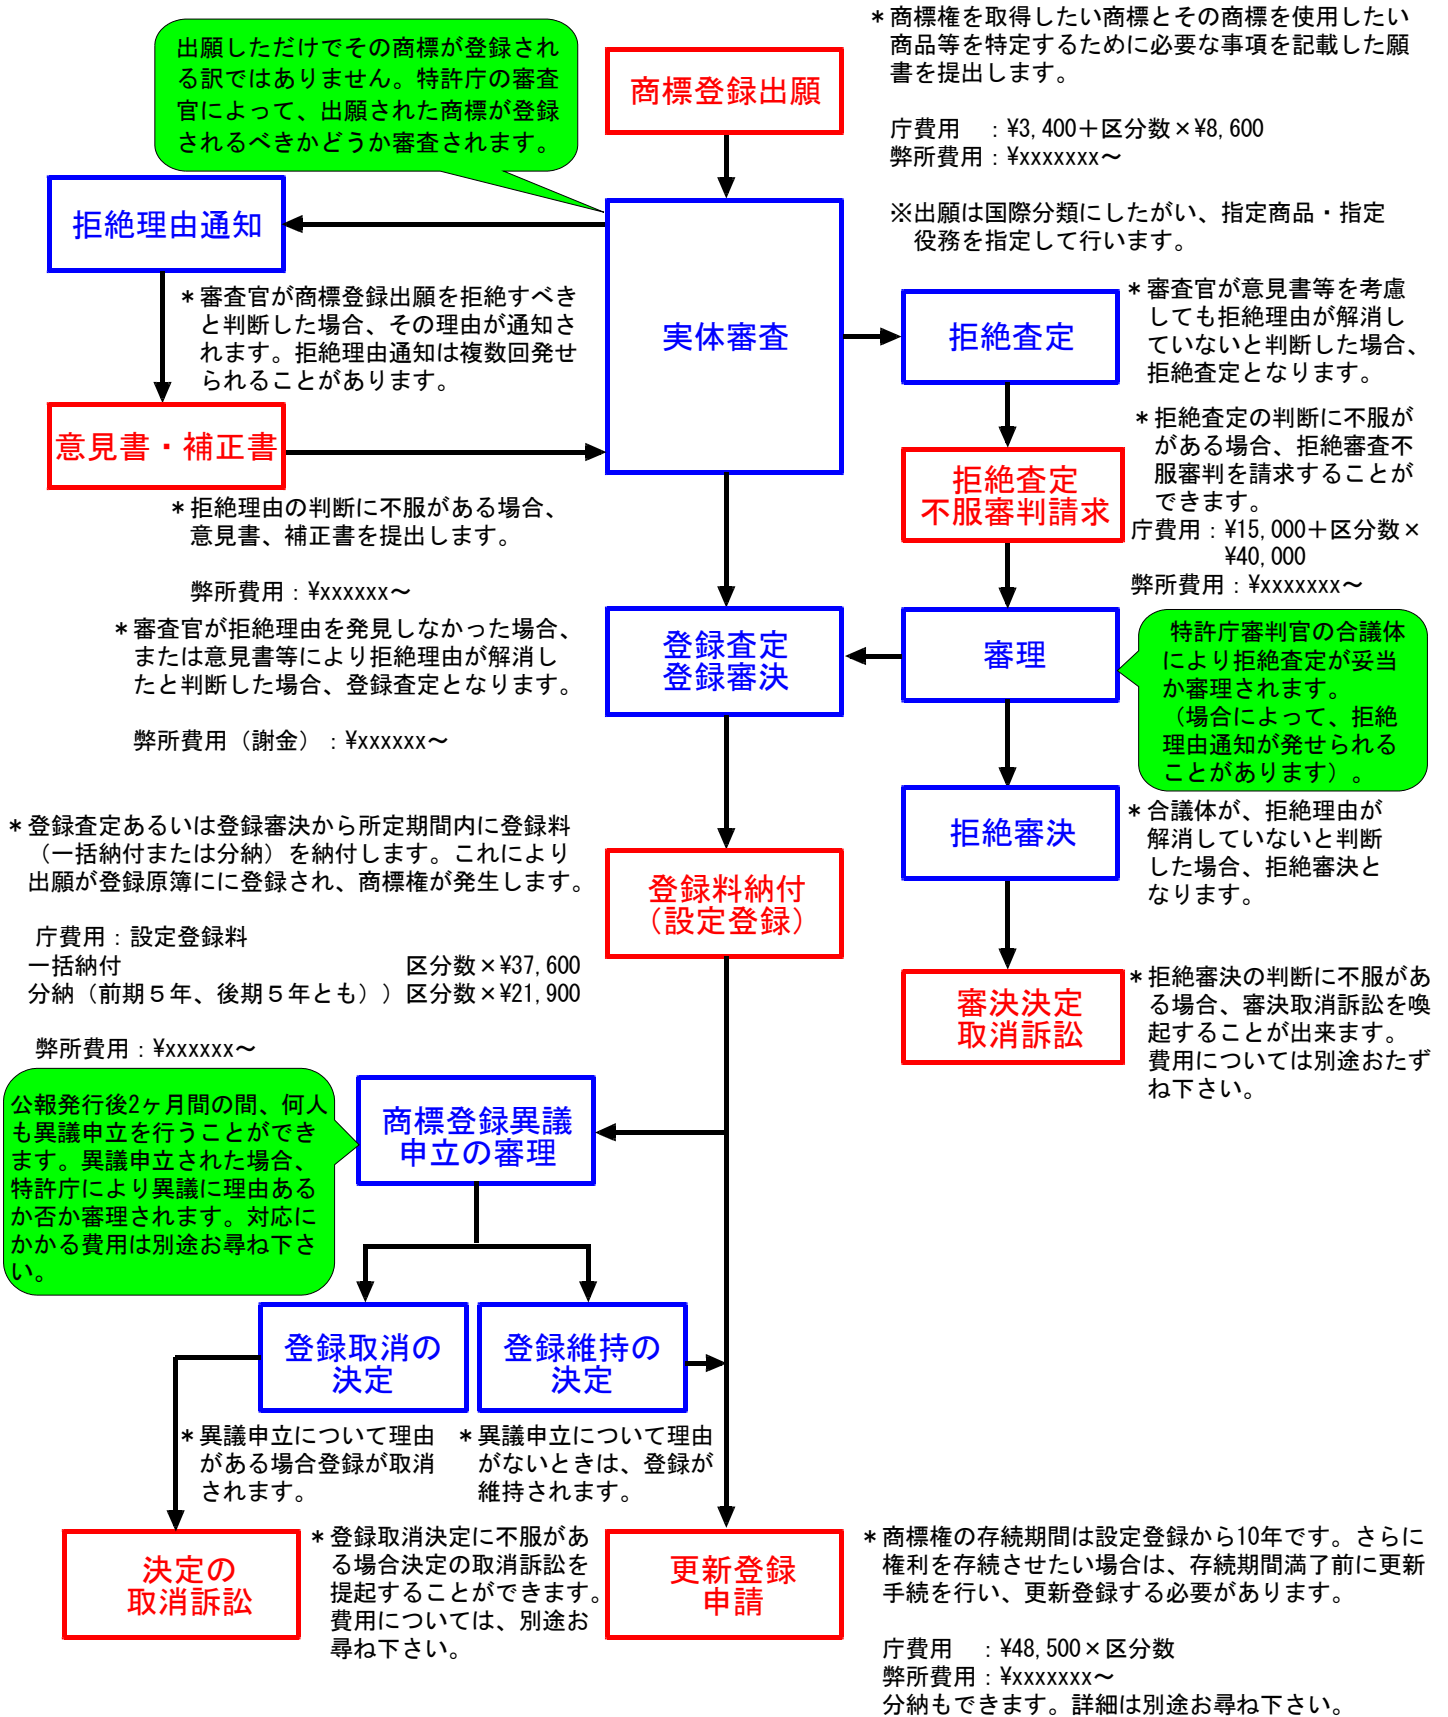 出願しただけでその商標が登録され
る訳ではありません。特許庁の審査
官によって、出願された商標が登録
されるべきかどうか審査されます。
商標登録出願
*商標権を取得したい商標とその商標を使用したい
商品等を特定するために必要な事項を記載した願
書を提出します。
庁費用　：¥3,400＋区分数×¥8,600
弊所費用：¥xxxxxxx～
※出願は国際分類にしたがい、指定商品・指定
役務を指定して行います。
拒絶理由通知
*審査官が商標登録出願を拒絶すべき
と判断した場合、その理由が通知さ
れます。拒絶理由通知は複数回発せ
られることがあります。
実体審査
拒絶査定
*審査官が意見書等を考慮
しても拒絶理由が解消し
ていないと判断した場合、
拒絶査定となります。
意見書・補正書
*拒絶理由の判断に不服がある場合、
意見書、補正書を提出します。
弊所費用：¥xxxxxx～
拒絶査定
不服審判請求
*拒絶査定の判断に不服が
がある場合、拒絶審査不
服審判を請求することが
できます。
庁費用：¥15,000＋区分数×
¥40,000
弊所費用：¥xxxxxxx～
*審査官が拒絶理由を発見しなかった場合、
または意見書等により拒絶理由が解消し
たと判断した場合、登録査定となります。
弊所費用（謝金）：¥xxxxxx～
登録査定
登録審決
審理
特許庁審判官の合議体
により拒絶査定が妥当
か審理されます。
（場合によって、拒絶
理由通知が発せられる
ことがあります）。
*登録査定あるいは登録審決から所定期間内に登録料
（一括納付または分納）を納付します。これにより
出願が登録原簿にに登録され、商標権が発生します。
庁費用：設定登録料
一括納付　区分数×¥37,600
分納（前期５年、後期５年とも））区分数×¥21,900
弊所費用：¥xxxxxx～
登録料納付
（設定登録）
拒絶審決
*合議体が、拒絶理由が
解消していないと判断
した場合、拒絶審決と
なります。
審決決定
取消訴訟
*拒絶審決の判断に不服があ
る場合、審決取消訴訟を喚
起することが出来ます。
費用については別途おたず
ね下さい。
公報発行後2ヶ月間の間、何人
も異議申立を行うことができ
ます。異議申立された場合、
特許庁により異議に理由ある
か否か審理されます。対応に
かかる費用は別途お尋ね下さ
い。
商標登録異議
申立の審理
登録取消の
決定
登録維持の
決定
*異議申立について理由
がある場合登録が取消
されます。
*異議申立について理由
がないときは、登録が
維持されます。
決定の
取消訴訟
*登録取消決定に不服があ
る場合決定の取消訴訟を
提起することができます。
費用については、別途お
尋ね下さい。
更新登録
申請
*商標権の存続期間は設定登録から10年です。さらに
権利を存続させたい場合は、存続期間満了前に更新
手続を行い、更新登録する必要があります。
庁費用　：¥48,500×区分数
弊所費用：¥xxxxxxx～
分納もできます。詳細は別途お尋ね下さい。